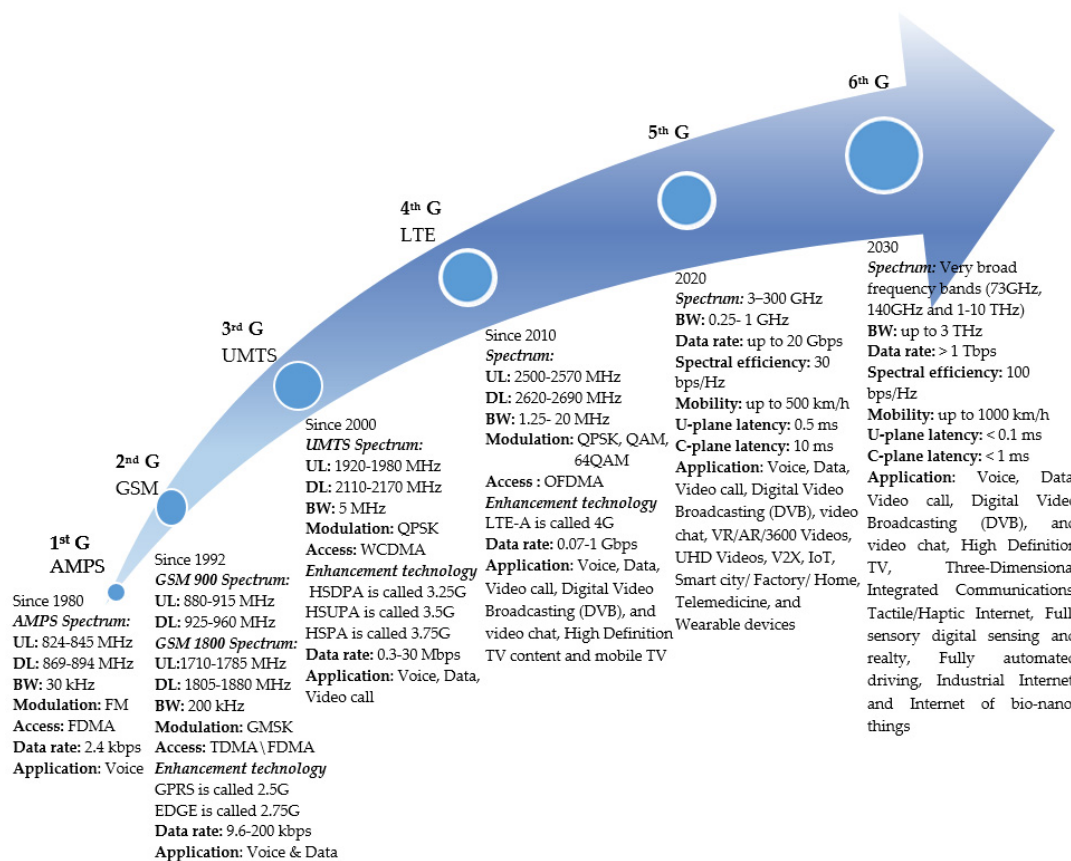 1st G
AMPS
Since 1980
AMPS Spectrum:
UL: 824-845 MHz
DL: 869-894 MHz
BW: 30 kHz
Modulation: FM
Access: FDMA
Data rate: 2.4 kbps
Application: Voice
2nd G
GSM
Since 1992
GSM 900 Spectrum:
UL: 880-915 MHz
DL: 925-960 MHz
GSM 1800 Spectrum:
UL:1710-1785 MHz
DL: 1805-1880 MHz
BW: 200 kHz
Modulation: GMSK
Access: TDMA\FDMA
Enhancement technology
GPRS is called 2.5G
EDGE is called 2.75G
Data rate: 9.6-200 kbps
Application: Voice & Data
3rd G
UMTS
Since 2000
UMTS Spectrum:
UL: 1920-1980 MHz
DL: 2110-2170 MHz
BW: 5 MHz
Modulation: QPSK
Access: WCDMA
Enhancement technology
HSDPA is called 3.25G
HSUPA is called 3.5G
HSPA is called 3.75G
Data rate: 0.3-30 Mbps
Application: Voice, Data,
Video call
4th G
LTE
Since 2010
Spectrum:
UL: 2500-2570 MHz
DL: 2620-2690 MHz
BW: 1.25- 20 MHz
Modulation: QPSK, QAM,
64QAM
Access : OFDMA
Enhancement technology
LTE-A is called 4G
Data rate: 0.07-1 Gbps
Application: Voice, Data,
Video call, Digital Video
Broadcasting (DVB), and
video chat, High Definition
TV content and mobile TV
5th G
2020
Spectrum: 3–300 GHz
BW: 0.25- 1 GHz
Data rate: up to 20 Gbps
Spectral efficiency: 30
bps/Hz
Mobility: up to 500 km/h
U-plane latency: 0.5 ms
C-plane latency: 10 ms
Application: Voice, Data,
Video call, Digital Video
Broadcasting (DVB), video
chat, VR/AR/3600 Videos,
UHD Videos, V2X, IoT,
Smart city/ Factory/ Home,
Telemedicine, and
Wearable devices
6th G
2030
Spectrum: Very broad
frequency bands (73GHz,
140GHz and 1-10 THz)
BW: up to 3 THz
Data rate: > 1 Tbps
Spectral efficiency: 100
bps/Hz
Mobility: up to 1000 km/h
U-plane latency: < 0.1 ms
C-plane latency: < 1 ms
Application: Voice, Data
Video call, Digital Video
Broadcasting (DVB), and
video chat, High Definition
TV, Three-Dimensiona
Integrated Communications
Tactile/Haptic Internet, Full
sensory digital sensing and
realty, Fully automated
driving, Industrial Internet
and Internet of bio-nano
things